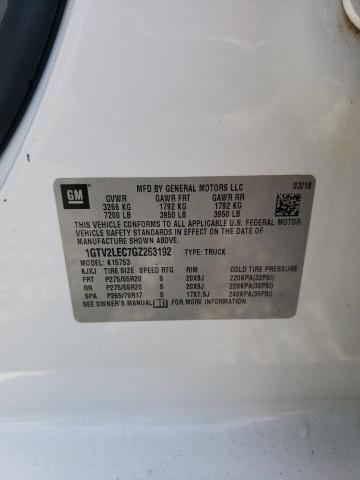 GM
MFD BY GENERAL MOTORS LLC
03/16
GVWR GAWR FRT GAWR RR
3266 KG 1792 KG 1792 KG
7200 LB 3950 LB 3950 LB
THIS VEHICLE CONFORMS TO ALL APPLICABLE U.S. FEDERAL MOTOR
VEHICLE SAFETY STANDARDS IN EFFECT ON THE DATE OF
MANUFACTURE SHOWN ABOVE.
1GTV2LEC7GZ263192 TYPE: TRUCK
MODEL: K15753
KJXJ TIRE SIZE SPEED RTG RIM COLD TIRE PRESSURE
FRT P275/55R20 S 20X9J 220KPA(32PSI)
RR P275/55R20 S 20X9J 220KPA(32PSI)
SPA P265/70R17 S 17X7.5J 240KPA(35PSI)
SEE OWNER'S MANUAL FOR MORE INFORMATION.